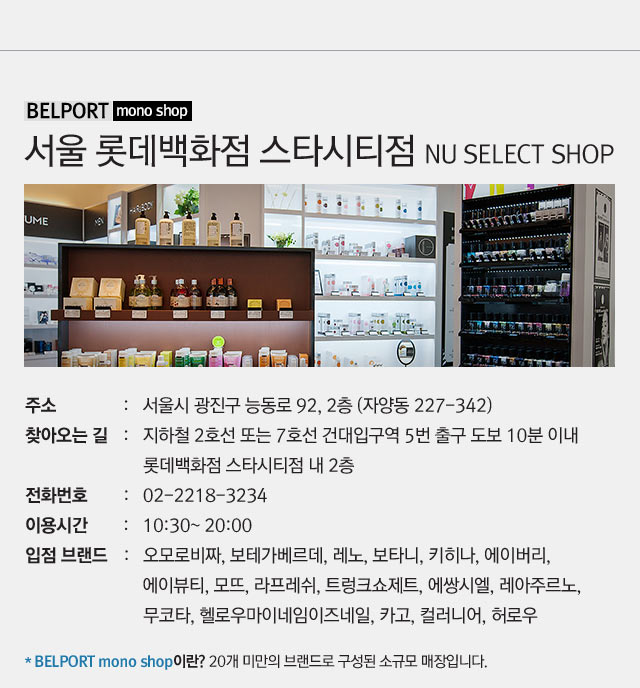 BELPORT mono shop
서울 롯데백화점 스타시티점 NU SELECT SHOP
UME
MEN
HAIR&BODY
주소 : 서울시 광진구 능동로 92, 2층 (자양동 227-342)
찾아오는 길 : 지하철 2호선 또는 7호선 건대입구역 5번 출구 도보 10분 이내
롯데백화점 스타시티점 내 2층
전화번호 : 02-2218-3234
이용시간 : 10:30~ 20:00
입점 브랜드 : 오모로비짜, 보테가베르데, 레노, 보타니, 키히나, 에이버리,
에이뷰티, 모뜨, 라프레쉬, 트렁크쇼제트, 에쌍시엘, 레아주르노,
무코타, 헬로우마이네임이즈네일, 카고, 컬러니어, 허로우
* BELPORT mono shop이란? 20개 미만의 브랜드로 구성된 소규모 매장입니다.